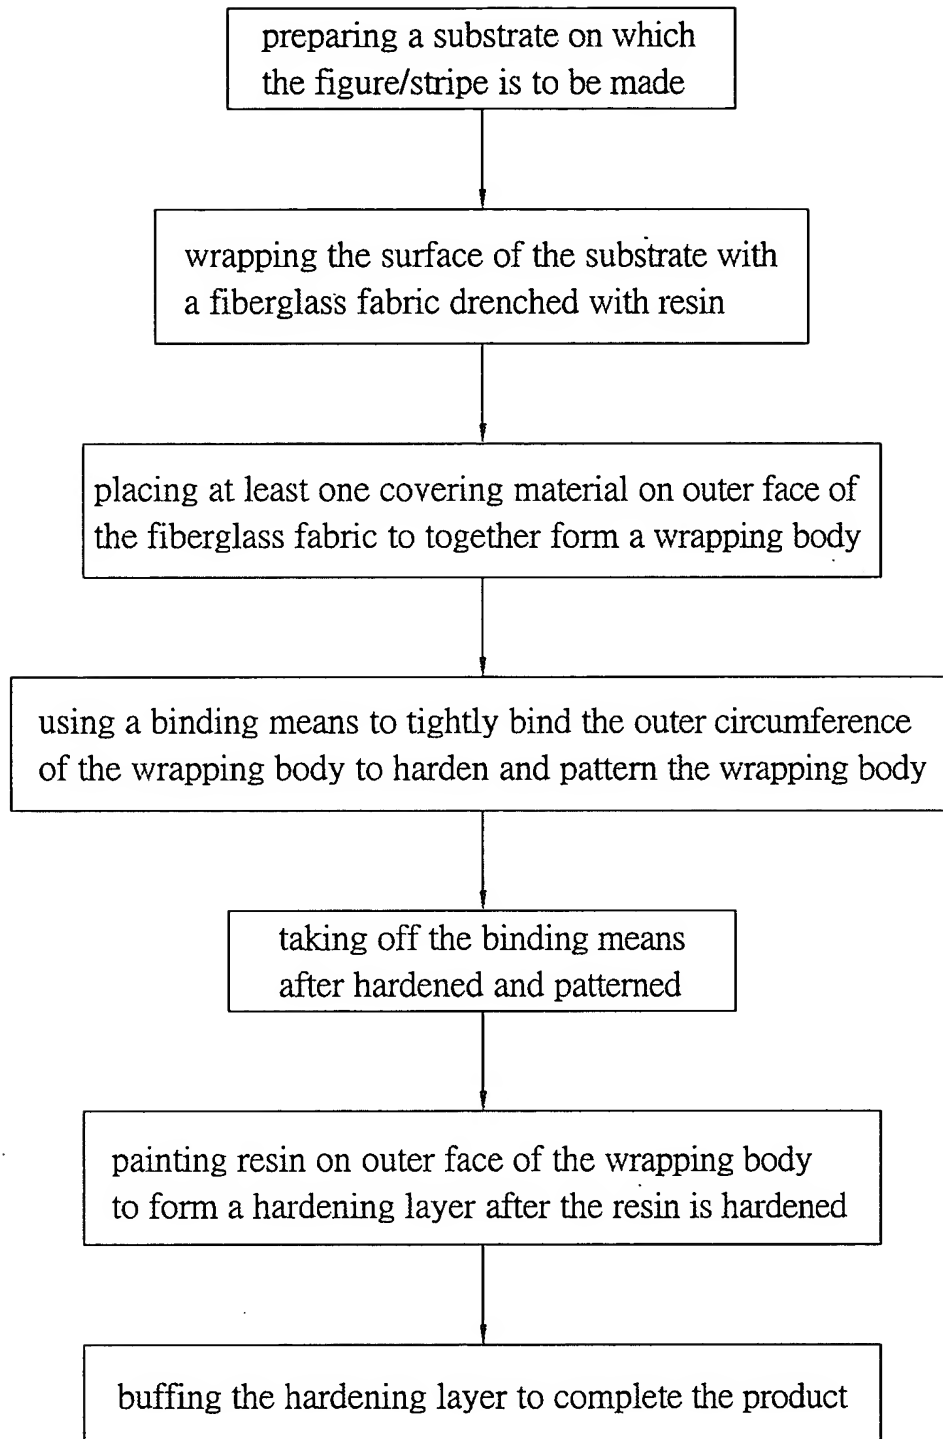 preparing a substrate on which
the figure/stripe is to be made
wrapping the surface of the substrate with
a fiberglass fabric drenched with resin
placing at least one covering material on outer face of
the fiberglass fabric to together form a wrapping body
using a binding means to tightly bind the outer circumference
of the wrapping body to harden and pattern the wrapping body
taking off the binding means
after hardened and patterned
painting resin on outer face of the wrapping body
to form a hardening layer after the resin is hardened
buffing the hardening layer to complete the product